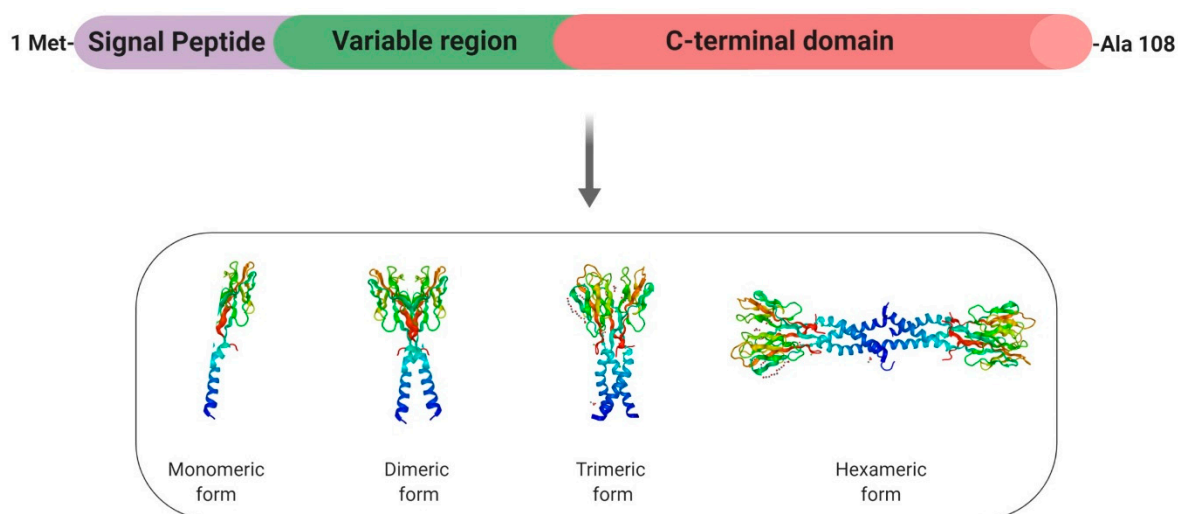 1 Met- Signal Peptide Variable region C-terminal domain -Ala 108
Monomeric form
Dimeric form
Trimeric form
Hexameric form